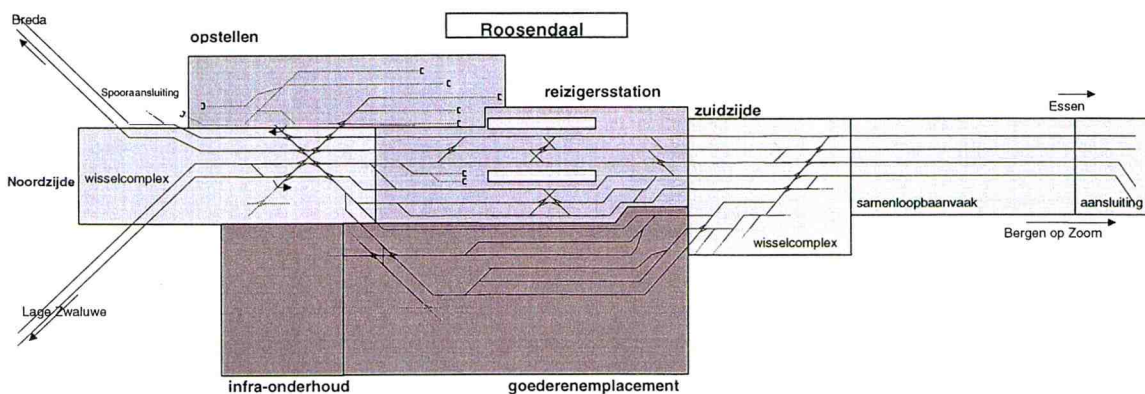 Breda
opstellen
Roosendaal
Spooraansluiting
reizigersstation
zuidzijde
Essen
Noordzijde
wisselcomplex
samenloopbaanvaak
aansluiting
wisselcomplex
Bergen op Zoom
Lage Zwaluwe
infra-onderhoud
goederenemplacement